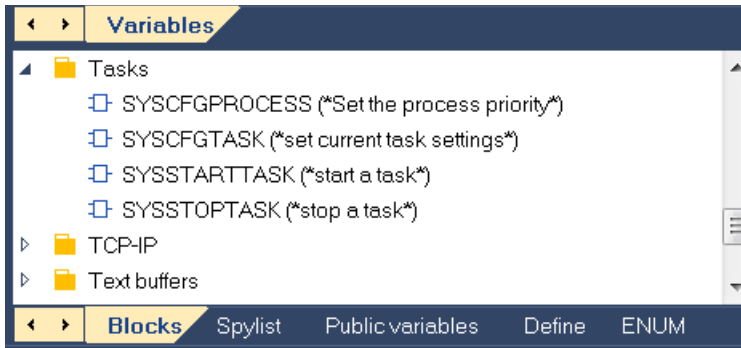 Variables
Tasks
SYSCFGPROCESS (*Set the process priority*)
SYSCFGTASK (*set current task settings*)
SYSSTARTTASK (*start a task*)
SYSSTOPTASK (*stop a task*)
TCP-IP
Text buffers
Blocks Spylist Public variables Define ENUM